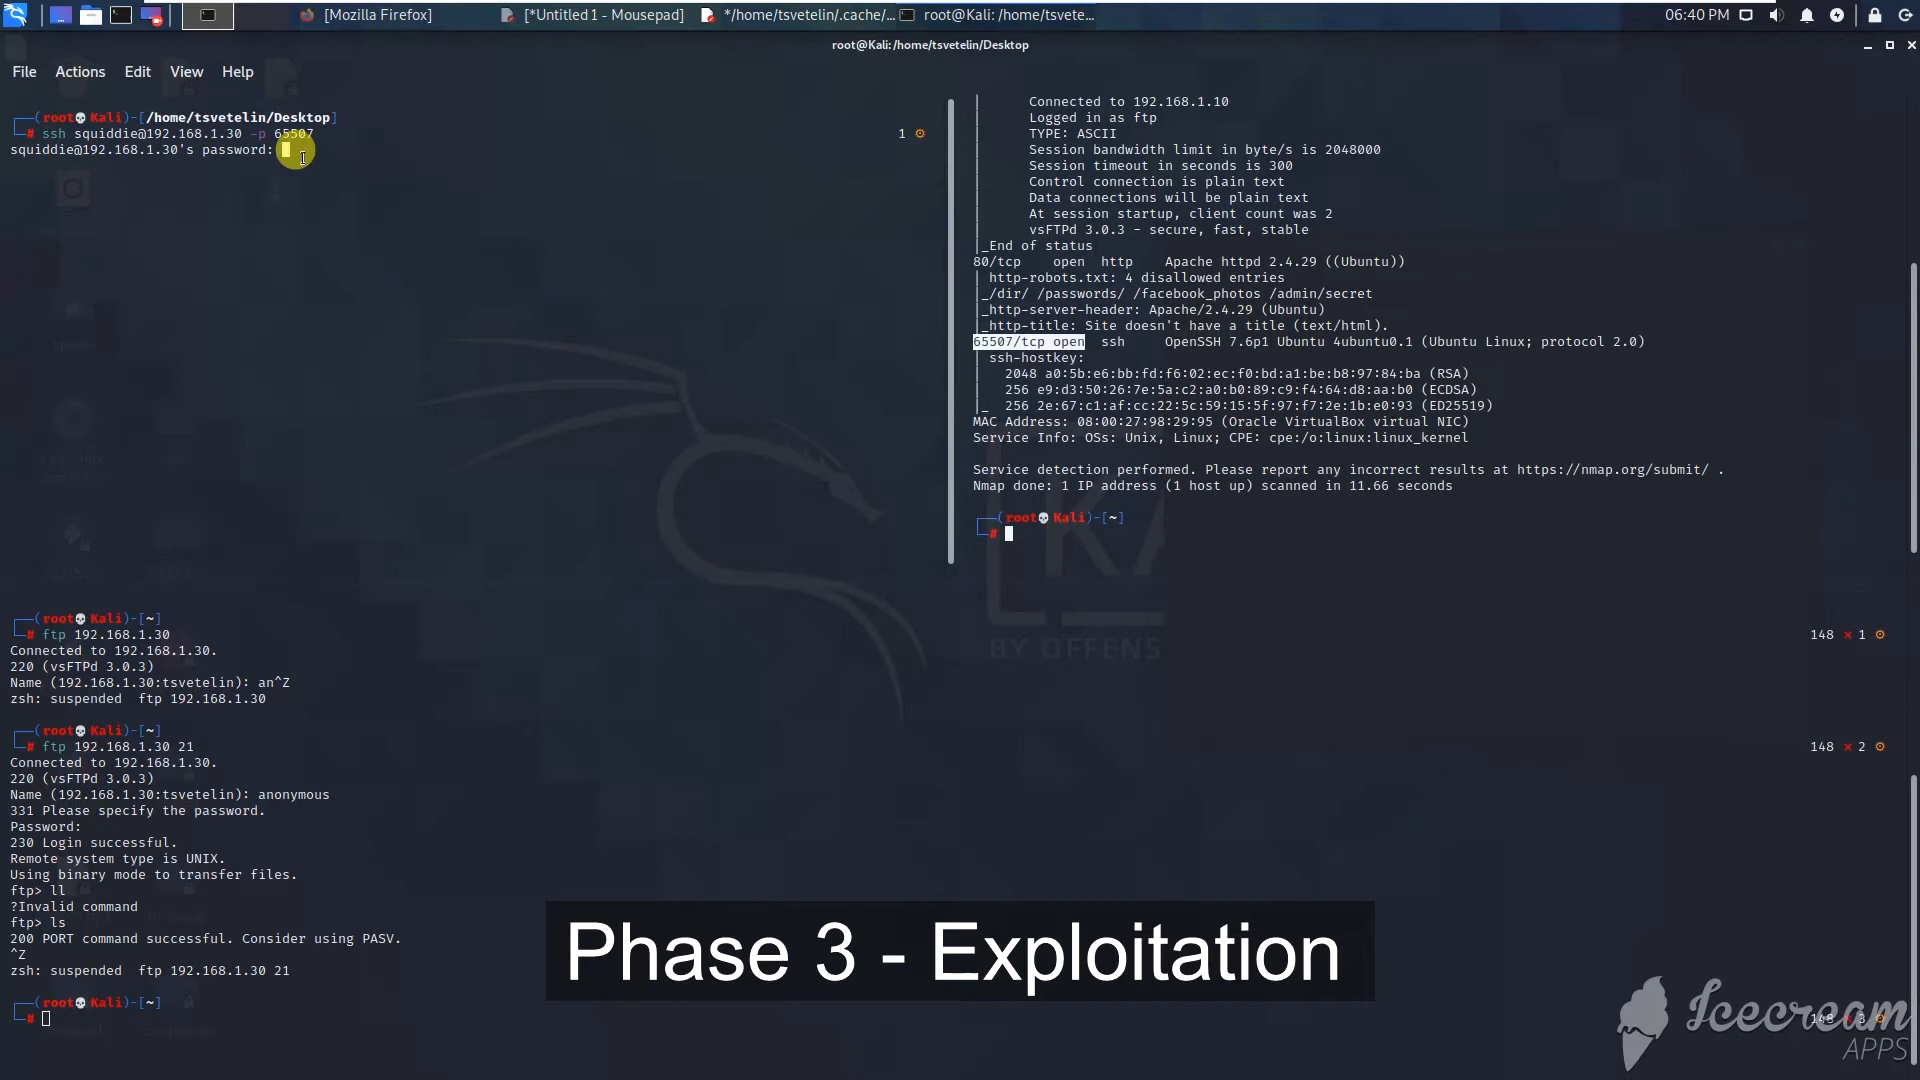 [Mozilla Firefox]
[*Untitled 1 - Mousepad]
*/home/tsvetelin/.cache/...
root@Kali: /home/tsvete...
06:40 PM
root@Kali:/home/tsvetelin/Desktop
File Actions Edit View Help
(root💀Kali)-[/home/tsvetelin/Desktop]
# ssh squiddie@192.168.1.30 -p 65507
1
squiddie@192.168.1.30's password:
| Connected to 192.168.1.10
| Logged in as ftp
| TYPE: ASCII
| Session bandwidth limit in byte/s is 2048000
| Session timeout in seconds is 300
| Control connection is plain text
| Data connections will be plain text
| At session startup, client count was 2
| vsFTPd 3.0.3 - secure, fast, stable
|_End of status
80/tcp open http Apache httpd 2.4.29 ((Ubuntu))
| http-robots.txt: 4 disallowed entries
|_/dir/ /passwords/ /facebook_photos /admin/secret
|_http-server-header: Apache/2.4.29 (Ubuntu)
|_http-title: Site doesn't have a title (text/html).
65507/tcp open ssh OpenSSH 7.6p1 Ubuntu 4ubuntu0.1 (Ubuntu Linux; protocol 2.0)
| ssh-hostkey:
| 2048 a0:5b:e6:bb:fd:f6:02:ec:f0:bd:a1:be:b8:97:84:ba (RSA)
| 256 e9:d3:50:26:7e:5a:c2:a0:b0:89:c9:f4:64:d8:aa:b0 (ECDSA)
|_ 256 2e:67:c1:af:cc:22:5c:59:15:5f:97:f7:2e:1b:e0:93 (ED25519)
MAC Address: 08:00:27:98:29:95 (Oracle VirtualBox virtual NIC)
Service Info: OSs: Unix, Linux; CPE: cpe:/o:linux:linux_kernel
Service detection performed. Please report any incorrect results at https://nmap.org/submit/ .
Nmap done: 1 IP address (1 host up) scanned in 11.66 seconds
(root💀Kali)-[~]
#
BY OFFENS
(root💀Kali)-[~]
# ftp 192.168.1.30
148 × 1
Connected to 192.168.1.30.
220 (vsFTPd 3.0.3)
Name (192.168.1.30:tsvetelin): an^Z
zsh: suspended ftp 192.168.1.30
(root💀Kali)-[~]
# ftp 192.168.1.30 21
148 × 2
Connected to 192.168.1.30.
220 (vsFTPd 3.0.3)
Name (192.168.1.30:tsvetelin): anonymous
331 Please specify the password.
Password:
230 Login successful.
Remote system type is UNIX.
Using binary mode to transfer files.
ftp> ll
?Invalid command
ftp> ls
200 PORT command successful. Consider using PASV.
^Z
zsh: suspended ftp 192.168.1.30 21
(root💀Kali)-[~]
#
148 × 3
Phase 3 - Exploitation
Icecream
APPS